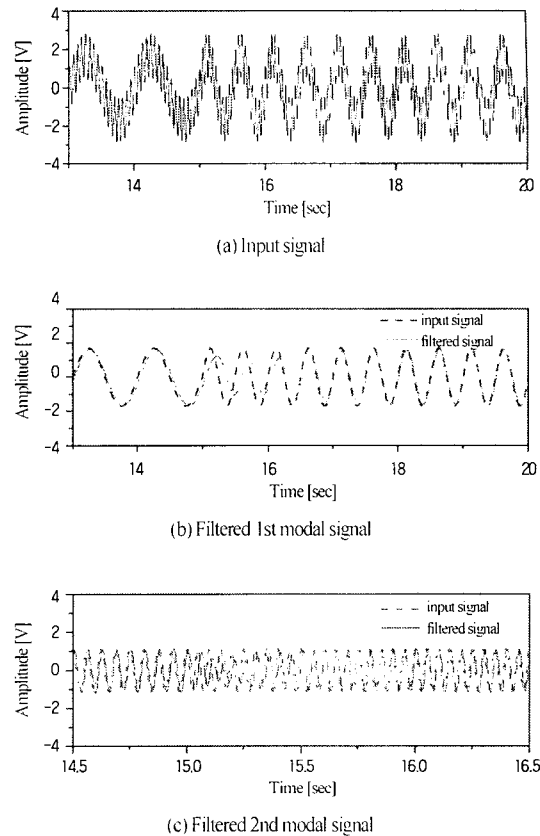 4
2
0
-2
-4
Amplitude [V]
14 16 18 20
Time [sec]
(a) Input signal
4
2
0
-2
-4
Amplitude [V]
input signal
filtered signal
14 16 18 20
Time [sec]
(b) Filtered 1st modal signal
4
2
0
-2
-4
Amplitude [V]
input signal
filtered signal
14.5 15.0 15.5 16.0 16.5
Time [sec]
(c) Filtered 2nd modal signal